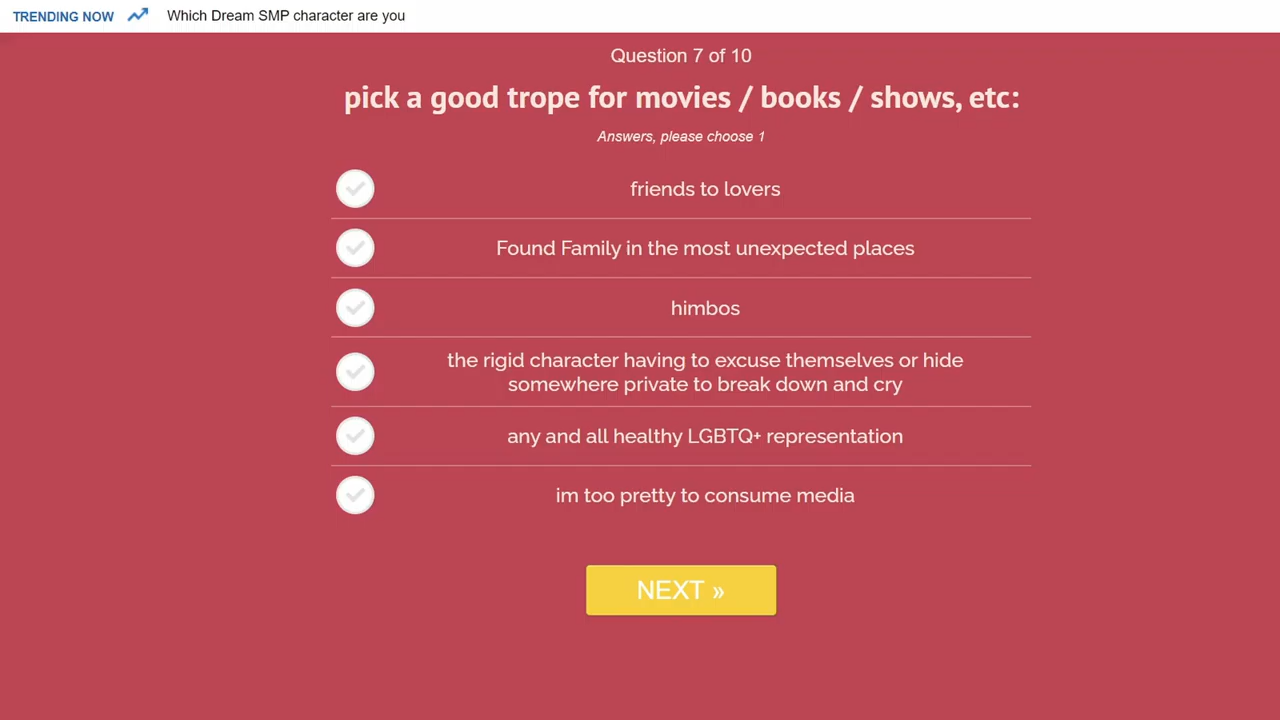 TRENDING NOW Which Dream SMP character are you
Question 7 of 10
pick a good trope for movies / books / shows, etc:
Answers, please choose 1
friends to lovers
Found Family in the most unexpected places
himbos
the rigid character having to excuse themselves or hide
somewhere private to break down and cry
any and all healthy LGBTQ+ representation
im too pretty to consume media
NEXT »